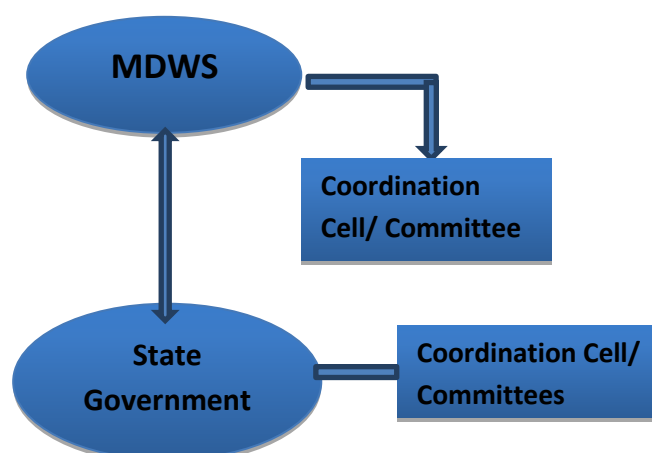 MDWS
Coordination
Cell/ Committee
State
Government
Coordination Cell/
Committees